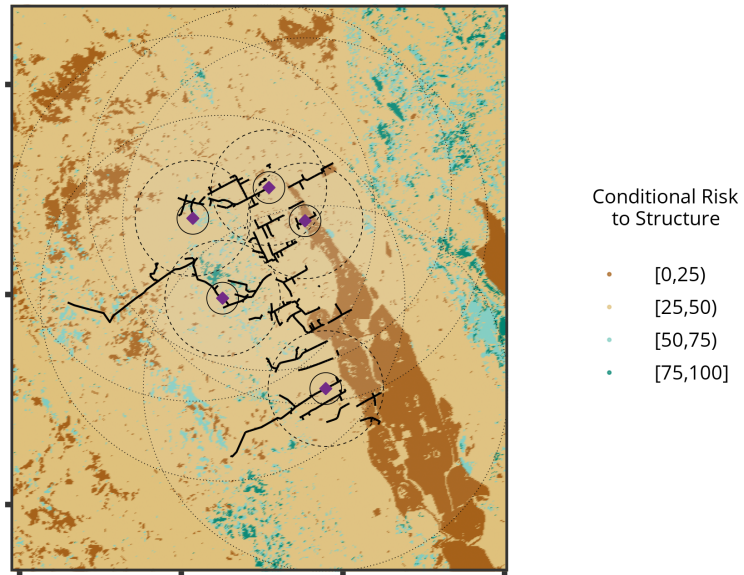 Conditional Risk
to Structure
[0,25)
[25,50)
[50,75)
[75,100]